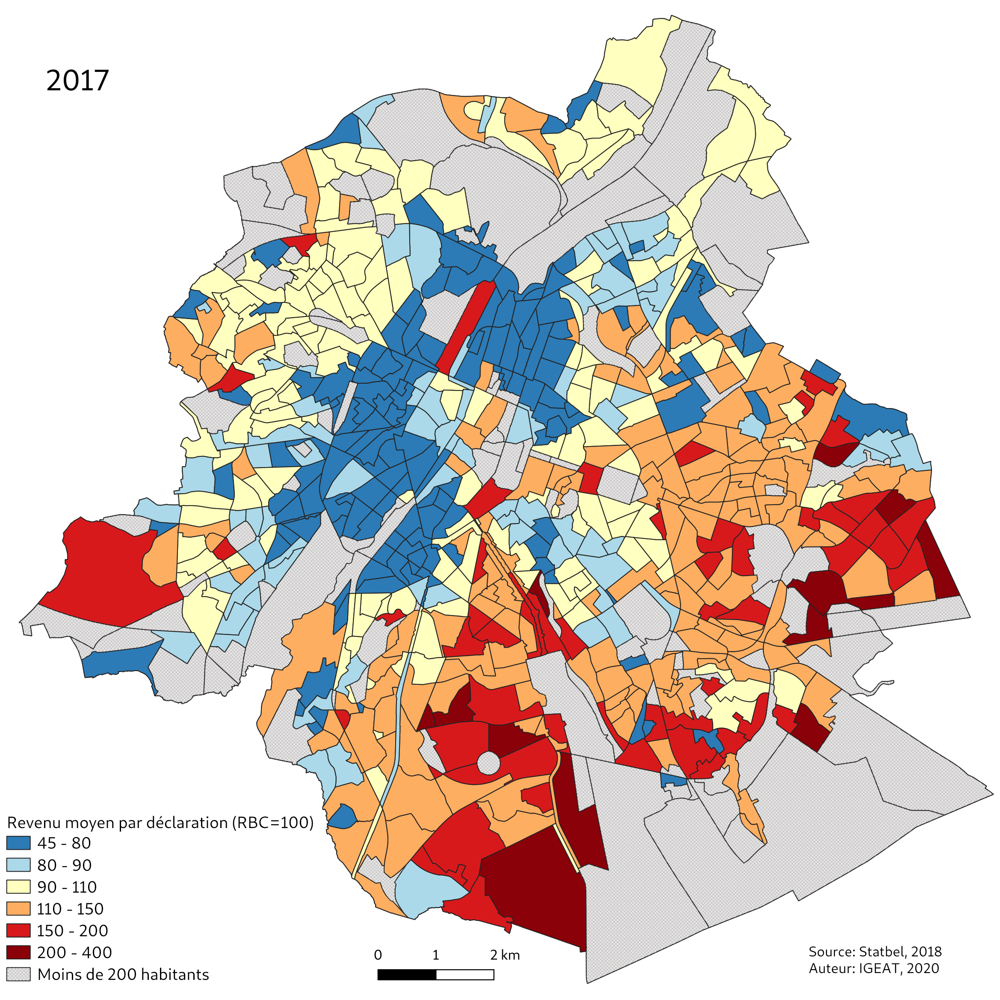 2017
Revenu moyen par déclaration (RBC=100)
45 - 80
80 - 90
90 - 110
110 - 150
150 - 200
200 - 400
Moins de 200 habitants
0 1 2 km
Source: Statbel, 2018
Auteur: IGEAT, 2020